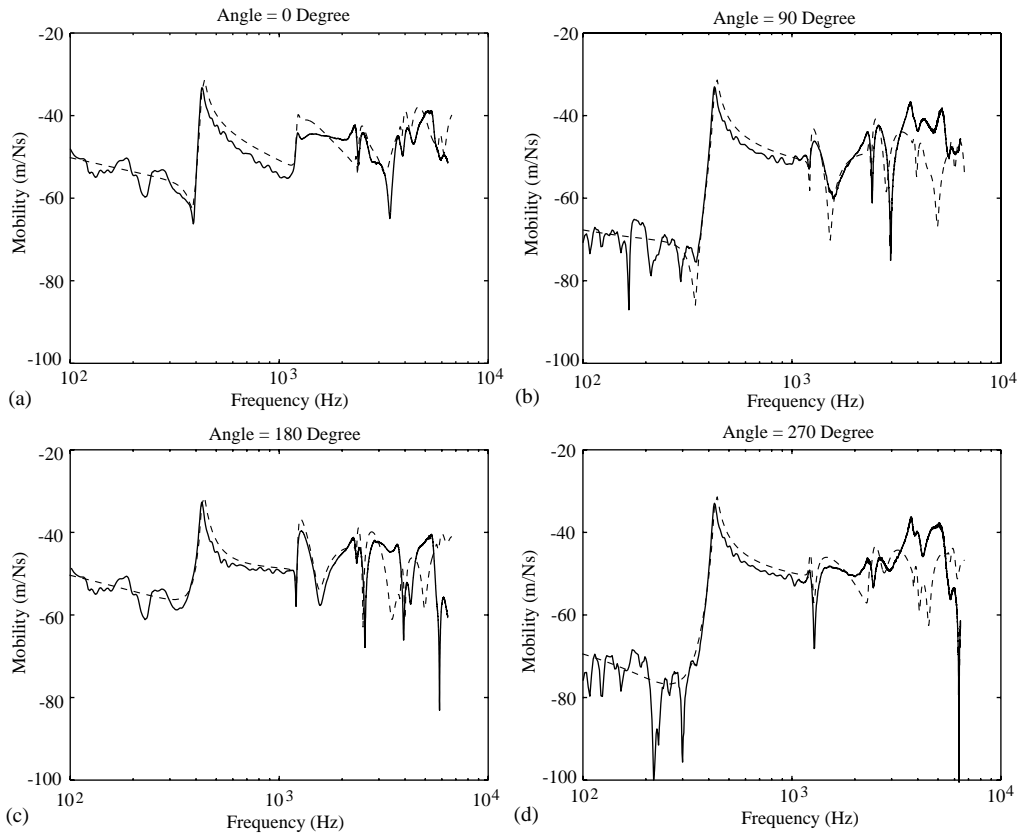 Angle = 0 Degree
-20
-40
-60
-80
-100
Mobility (m/Ns)
10²
10³
10⁴
Frequency (Hz)
(a)
Angle = 90 Degree
-20
-40
-60
-80
-100
Mobility (m/Ns)
10²
10³
10⁴
Frequency (Hz)
(b)
Angle = 180 Degree
-20
-40
-60
-80
-100
Mobility (m/Ns)
10²
10³
10⁴
Frequency (Hz)
(c)
Angle = 270 Degree
-20
-40
-60
-80
-100
Mobility (m/Ns)
10²
10³
10⁴
Frequency (Hz)
(d)